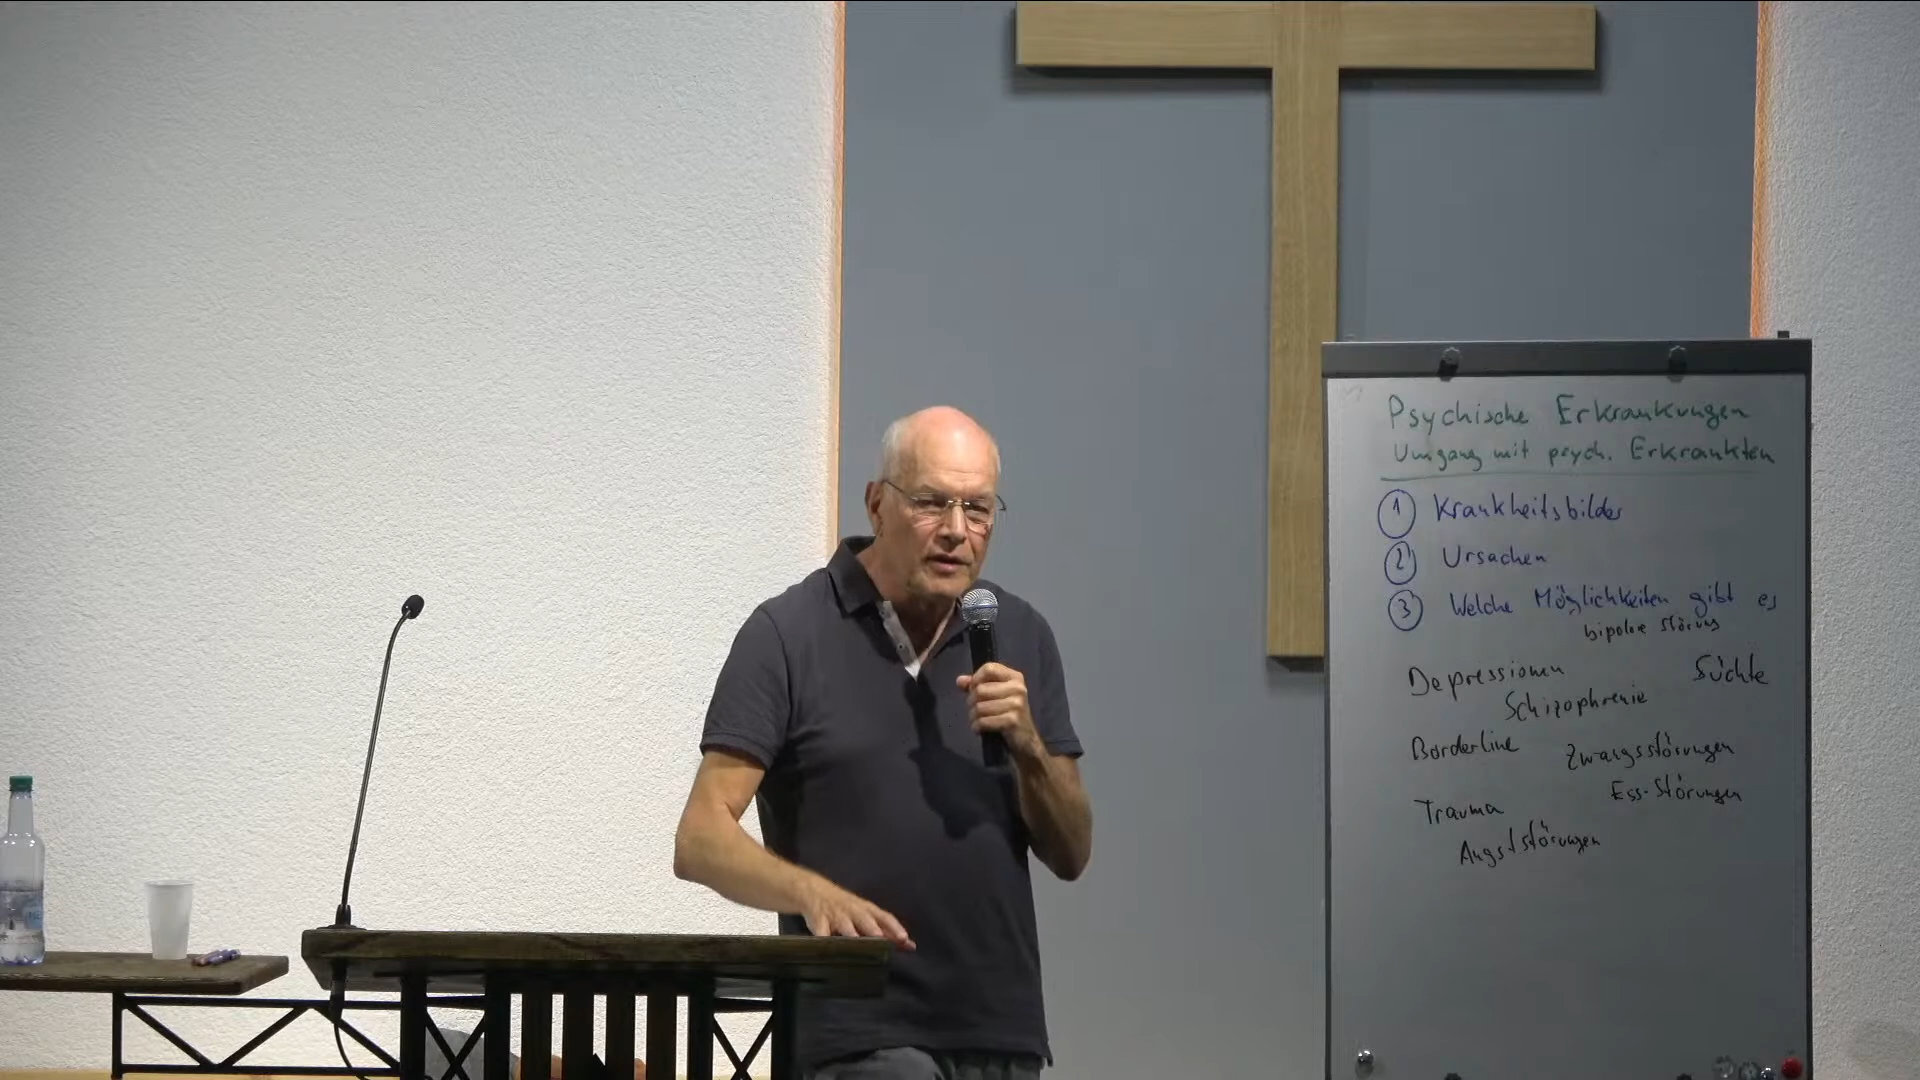 Psychische Erkrankungen
Umgang mit psych. Erkrankten
1 Krankheitsbilder
2 Ursachen
3 Welche Möglichkeiten gibt es
bipolare Störung
Depressionen Süchte
Schizophrenie
Borderline Zwangsstörungen
Ess-Störungen
Trauma
Angststörungen